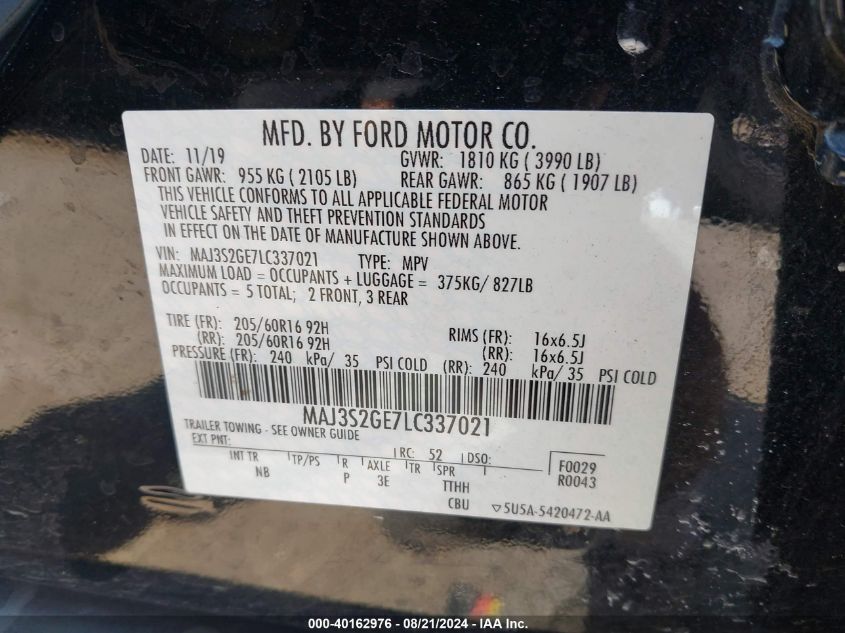 MFD. BY FORD MOTOR CO.
DATE: 11/19 GVWR: 1810 KG ( 3990 LB)
FRONT GAWR: 955 KG ( 2105 LB) REAR GAWR: 865 KG ( 1907 LB)
THIS VEHICLE CONFORMS TO ALL APPLICABLE FEDERAL MOTOR
VEHICLE SAFETY AND THEFT PREVENTION STANDARDS
IN EFFECT ON THE DATE OF MANUFACTURE SHOWN ABOVE.
VIN: MAJ3S2GE7LC337021 TYPE: MPV
MAXIMUM LOAD = OCCUPANTS + LUGGAGE = 375KG/ 827LB
OCCUPANTS = 5 TOTAL; 2 FRONT, 3 REAR
TIRE (FR): 205/60R16 92H RIMS (FR): 16x6.5J
(RR): 205/60R16 92H (RR): 16x6.5J
PRESSURE (FR): 240 kPa/ 35 PSI COLD (RR): 240 kPa/ 35 PSI COLD
MAJ3S2GE7LC337021
TRAILER TOWING - SEE OWNER GUIDE
EXT PNT: RC: 52 DSO: F0029
INT TR TP/PS R AXLE TR SPR R0043
NB P 3E TTHH
CBU ▽5U5A-5420472-AA
000-40162976 - 08/21/2024 - IAA Inc.